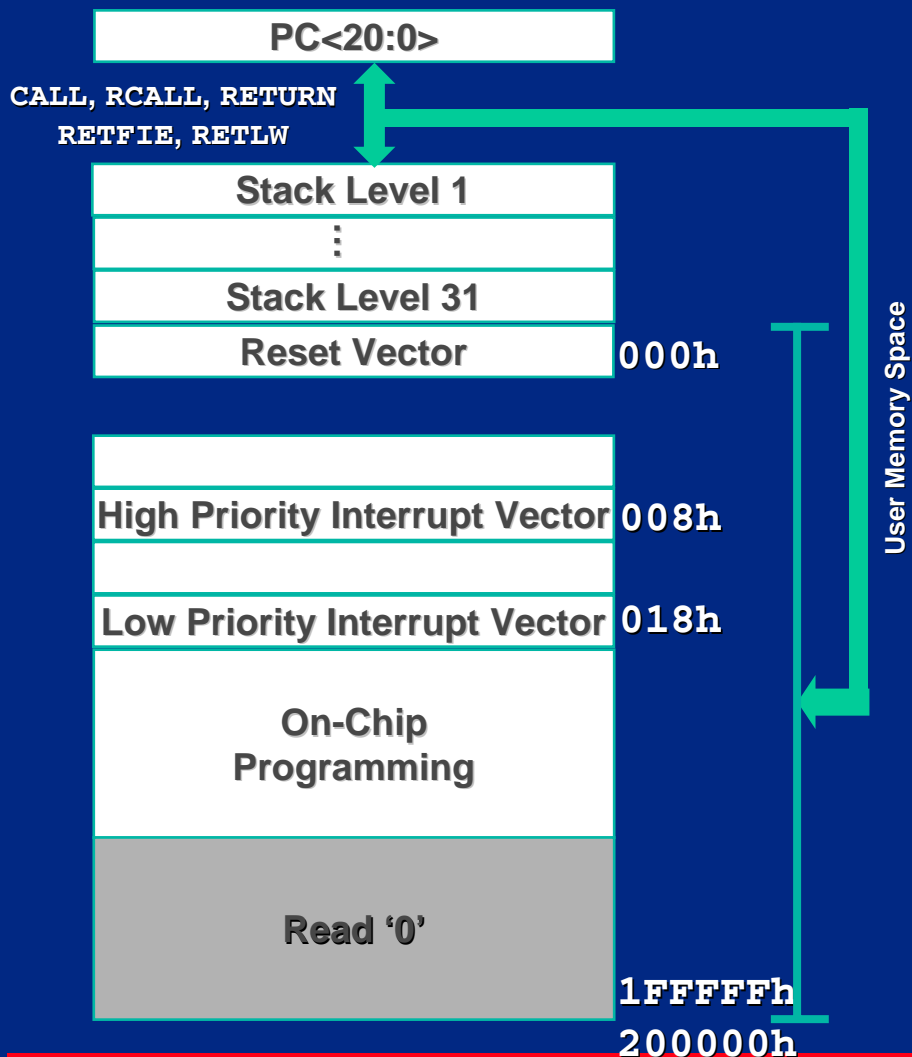 PC<20:0>
CALL, RCALL, RETURN
RETFIE, RETLW
Stack Level 1
⋮
Stack Level 31
Reset Vector 000h
High Priority Interrupt Vector 008h
Low Priority Interrupt Vector 018h
On-Chip
Programming
Read ‘0’
1FFFFFh
200000h
User Memory Space